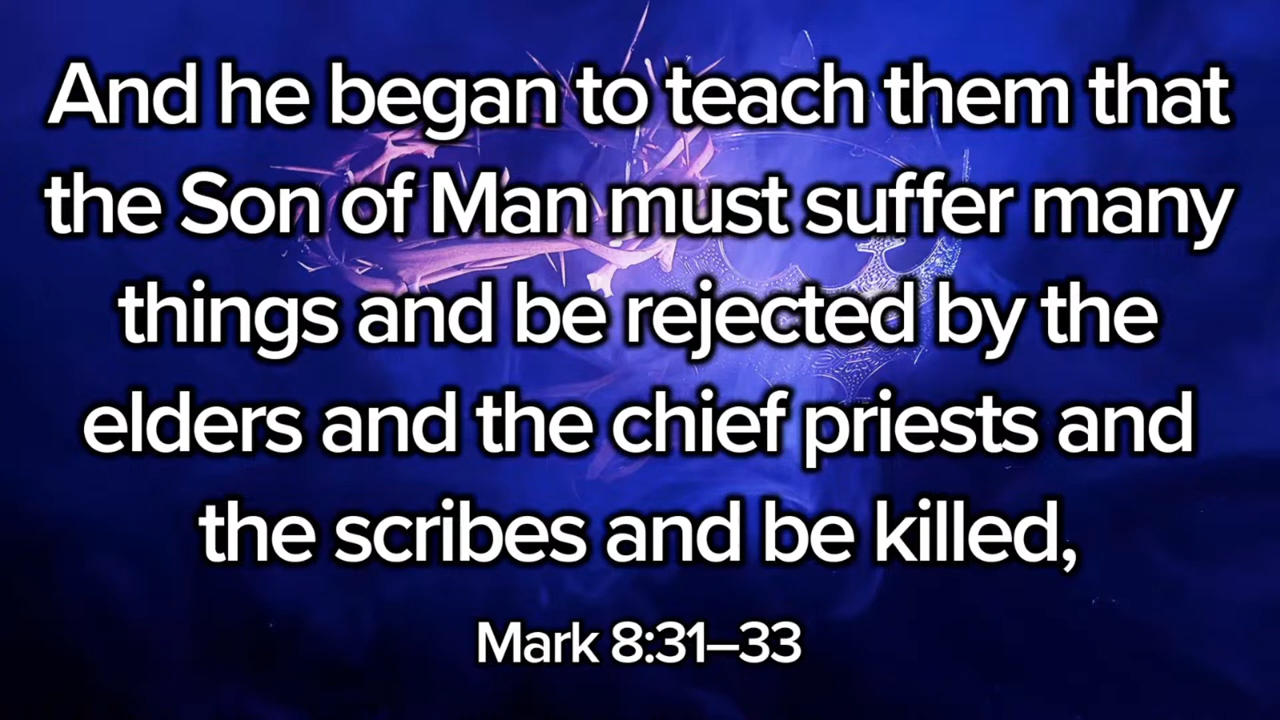 And he began to teach them that
the Son of Man must suffer many
things and be rejected by the
elders and the chief priests and
the scribes and be killed,
Mark 8:31–33